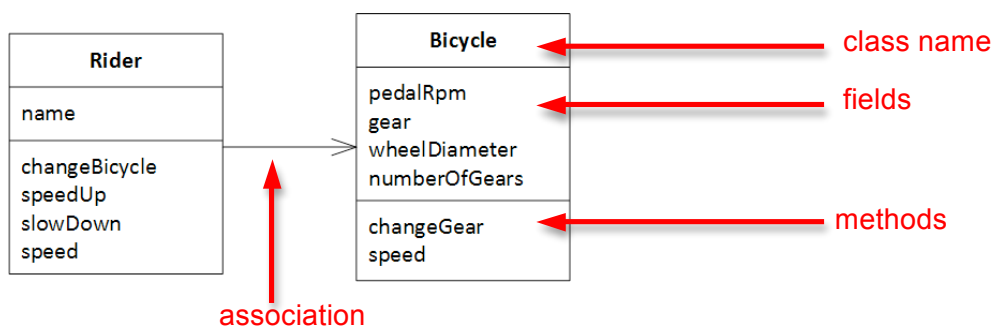 Rider
name
changeBicycle
speedUp
slowDown
speed
Bicycle
pedalRpm
gear
wheelDiameter
numberOfGears
changeGear
speed
class name
fields
methods
association